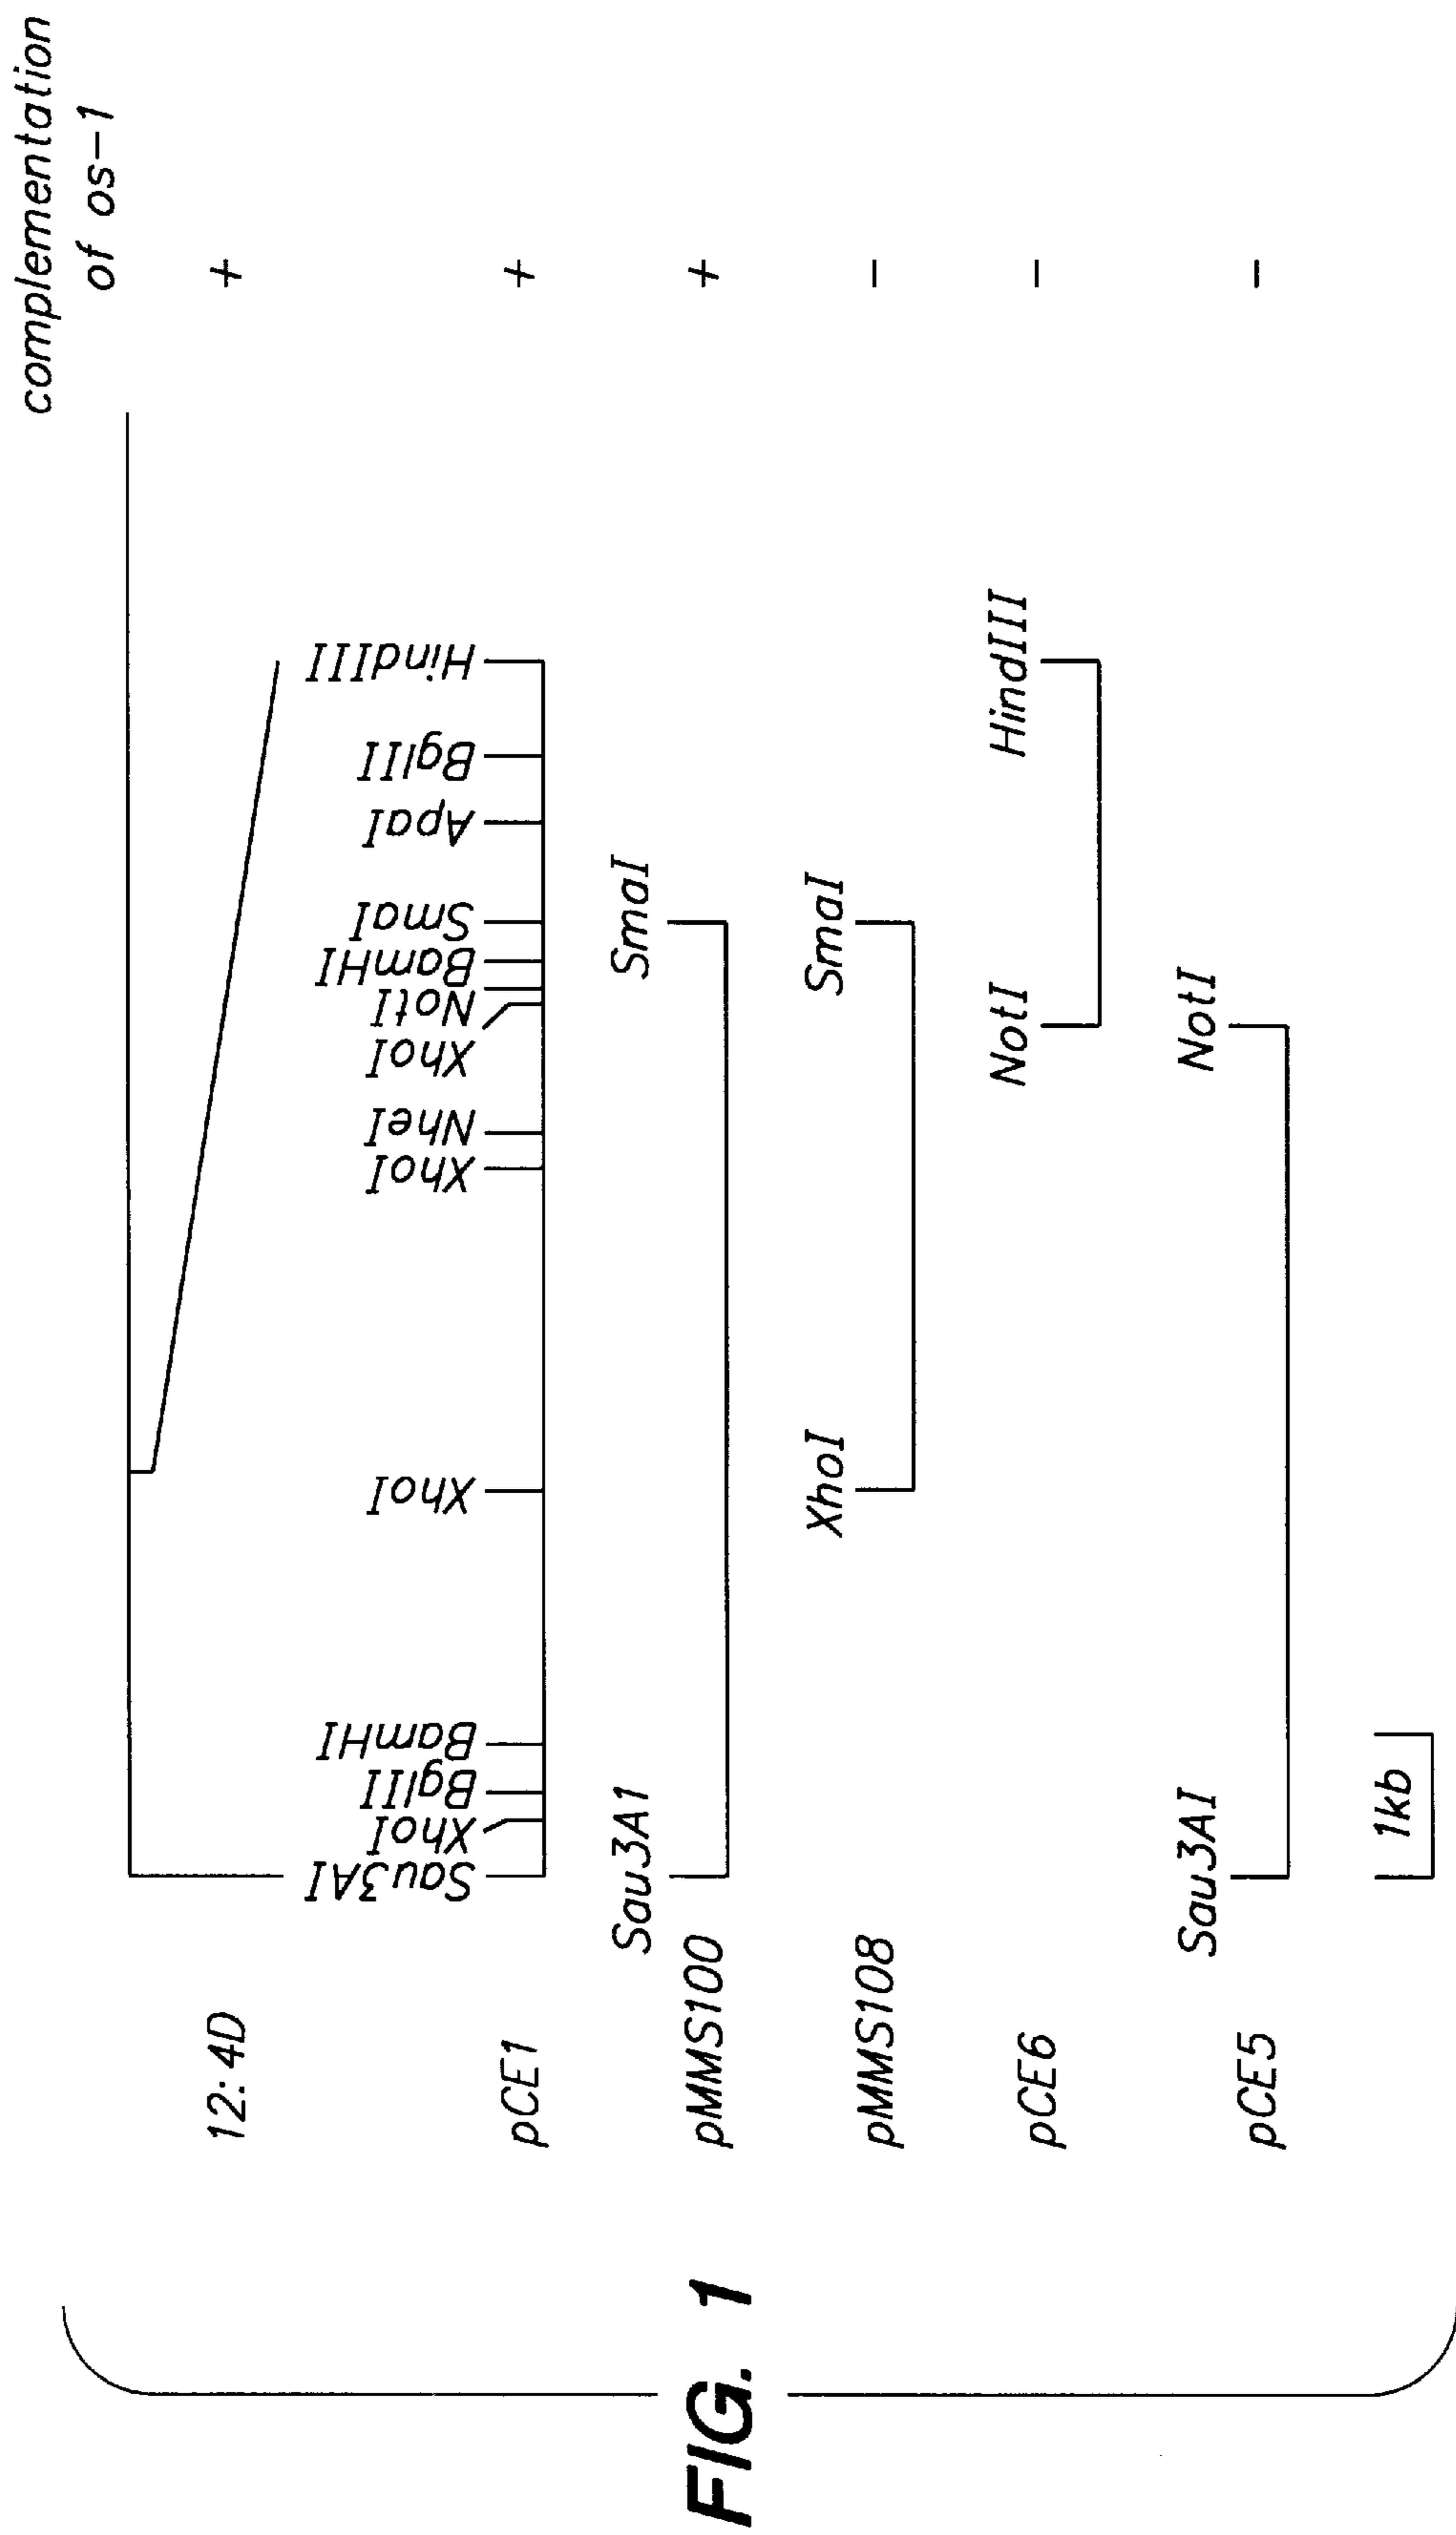 complementation
of os-1
12:4D
+
Sau3AI
XhoI
BglII
BamHI
XhoI
XhoI
NheI
XhoI
NotI
BamHI
SmaI
ApaI
BglII
HindIII
pCE1
+
Sau3A1
SmaI
pMMS100
+
XhoI
SmaI
pMMS108
−
NotI
HindIII
pCE6
−
Sau3AI
NotI
pCE5
−
1kb
FIG. 1